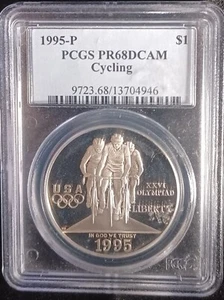 1995-P $1
PCGS PR68DCAM
Cycling
9723.68/13704946
USA
XXVI
OLYMPIAD
LIBERTY
IN GOD WE TRUST
1995